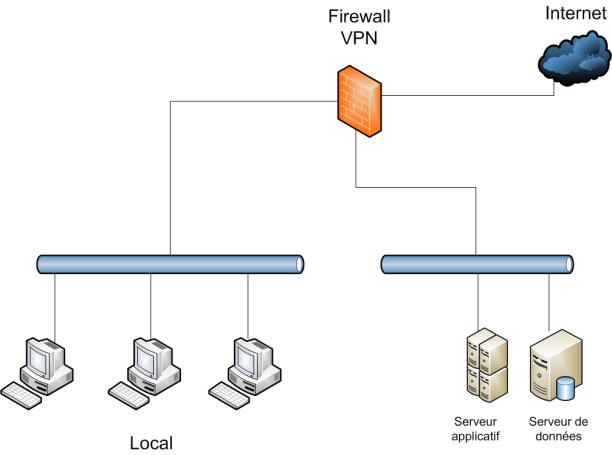 Firewall
VPN
Internet
Local
Serveur
applicatif
Serveur de
données